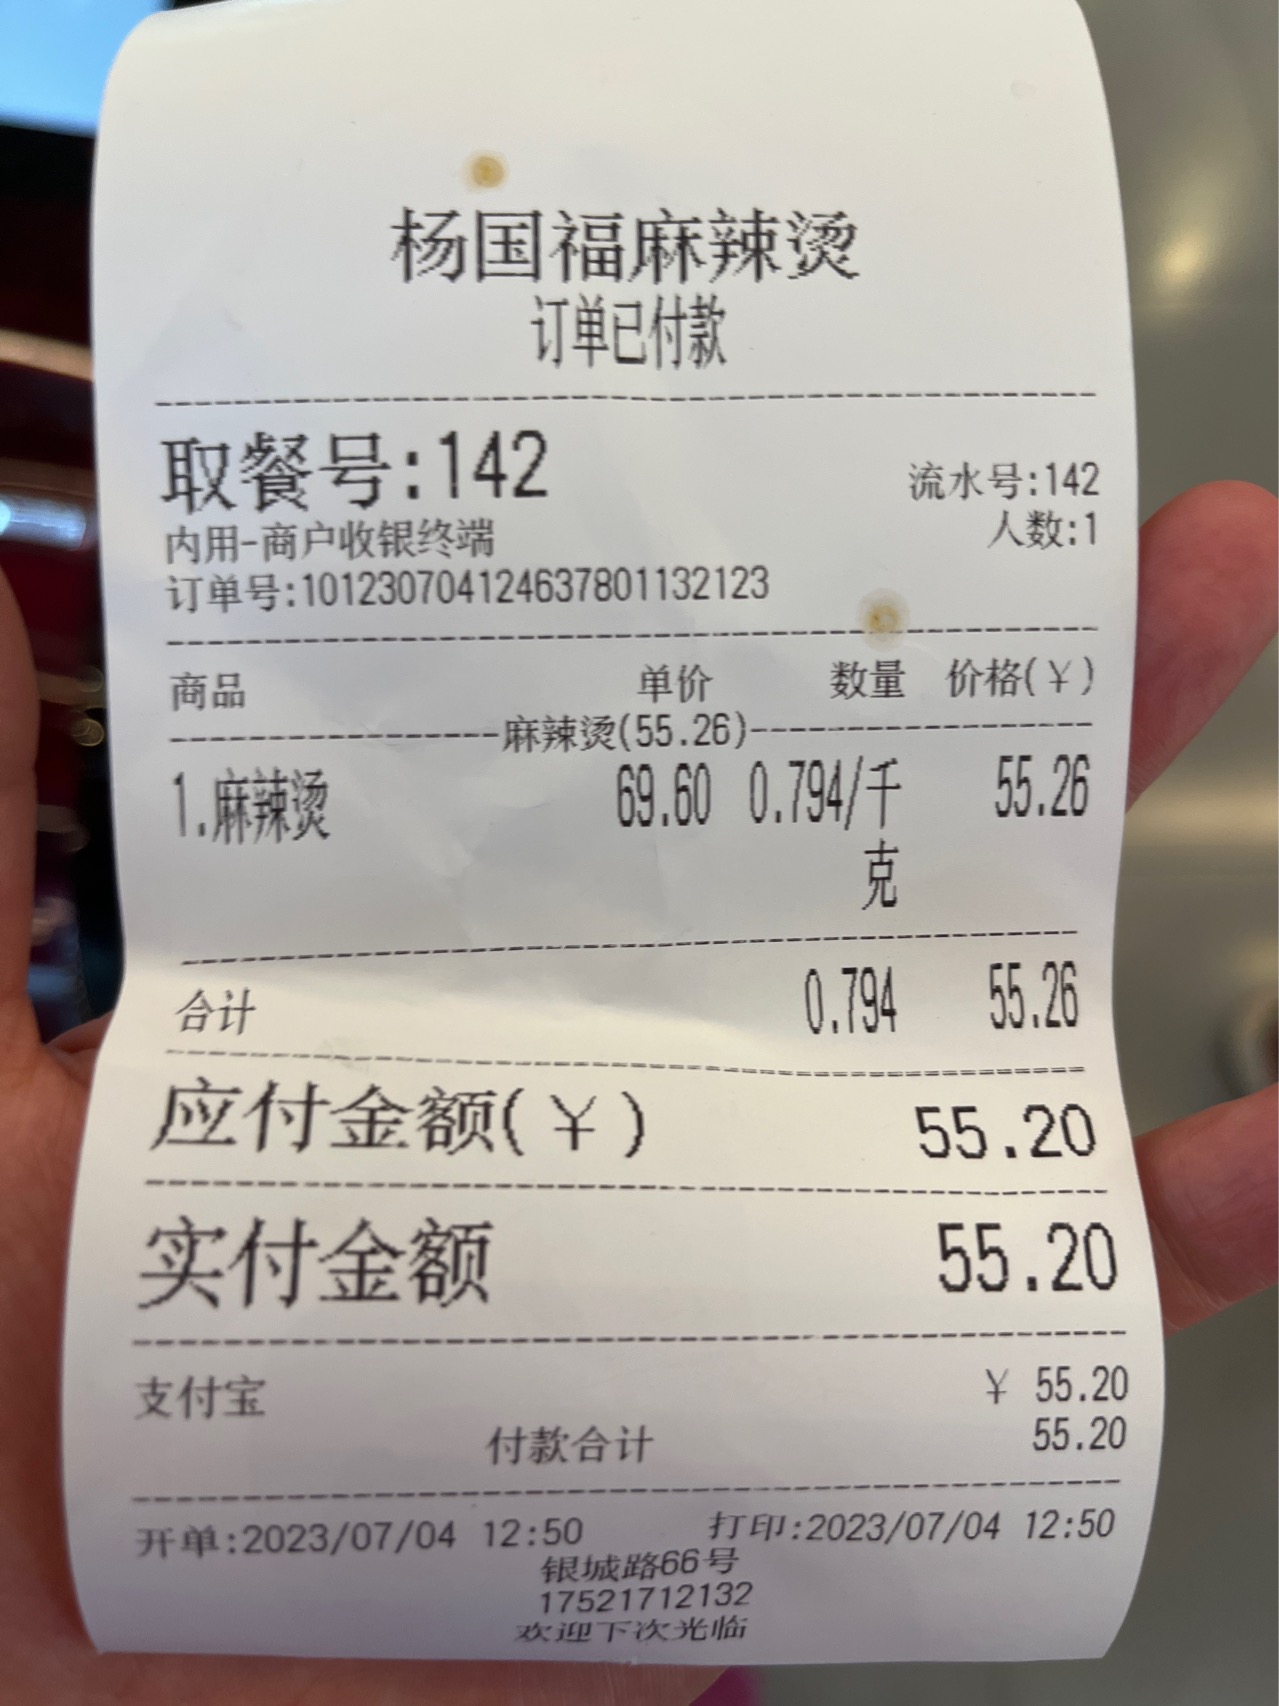 杨国福麻辣烫
订单已付款
取餐号:142
流水号:142
内用-商户收银终端
人数:1
订单号:101230704124637801132123
商品 单价 数量 价格(¥)
麻辣烫(55.26)
1.麻辣烫 69.60 0.794/千克 55.26
合计 0.794 55.26
应付金额(¥) 55.20
实付金额 55.20
支付宝 ¥ 55.20
付款合计 55.20
开单:2023/07/04 12:50 打印:2023/07/04 12:50
银城路66号
17521712132
欢迎下次光临